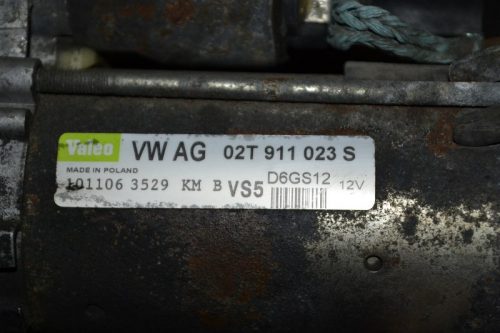 Valeo VW AG 02T 911 023 S
MADE IN POLAND
101106 3529 KM B VS5 D6GS12 12V